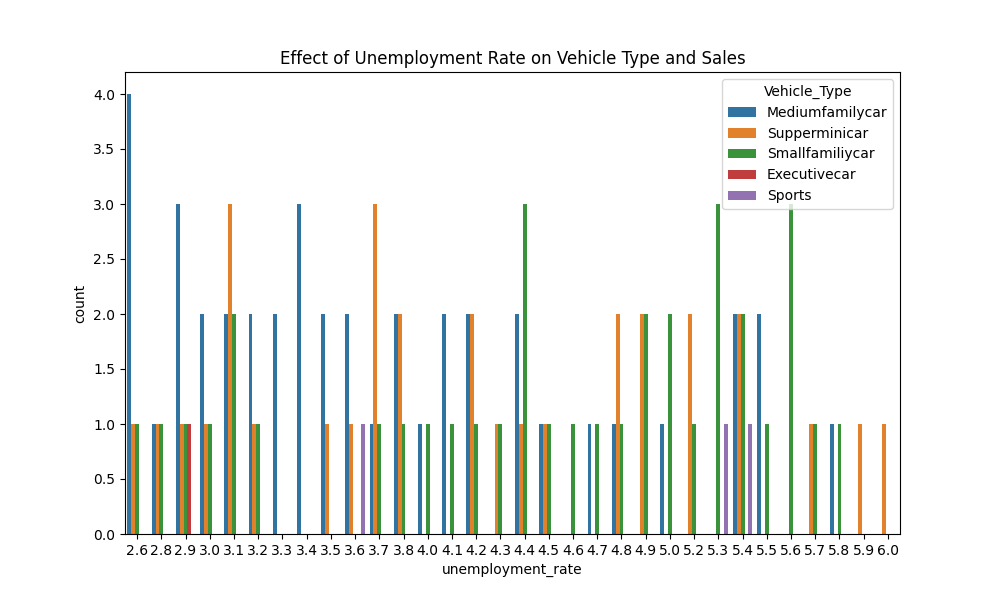 Effect of Unemployment Rate on Vehicle Type and Sales
Vehicle_Type
Mediumfamilycar
Supperminicar
Smallfamiliycar
Executivecar
Sports
4.0
3.5
3.0
2.5
2.0
1.5
1.0
0.5
0.0
count
2.6 2.8 2.9 3.0 3.1 3.2 3.3 3.4 3.5 3.6 3.7 3.8 4.0 4.1 4.2 4.3 4.4 4.5 4.6 4.7 4.8 4.9 5.0 5.2 5.3 5.4 5.5 5.6 5.7 5.8 5.9 6.0
unemployment_rate